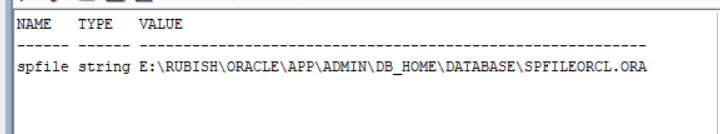 NAME   TYPE   VALUE
------ ------ -----------------------------------------------------------
spfile string E:\RUBISH\ORACLE\APP\ADMIN\DB_HOME\DATABASE\SPFILEORCL.ORA